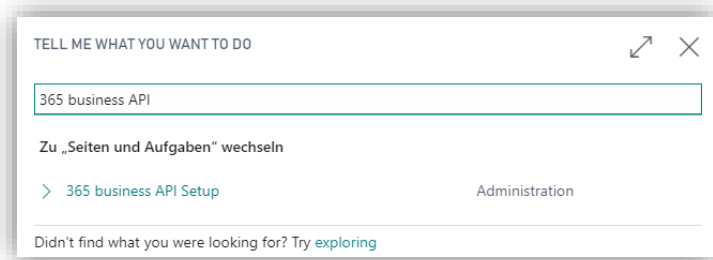 TELL ME WHAT YOU WANT TO DO
365 business API
Zu „Seiten und Aufgaben“ wechseln
365 business API Setup Administration
Didn't find what you were looking for? Try exploring